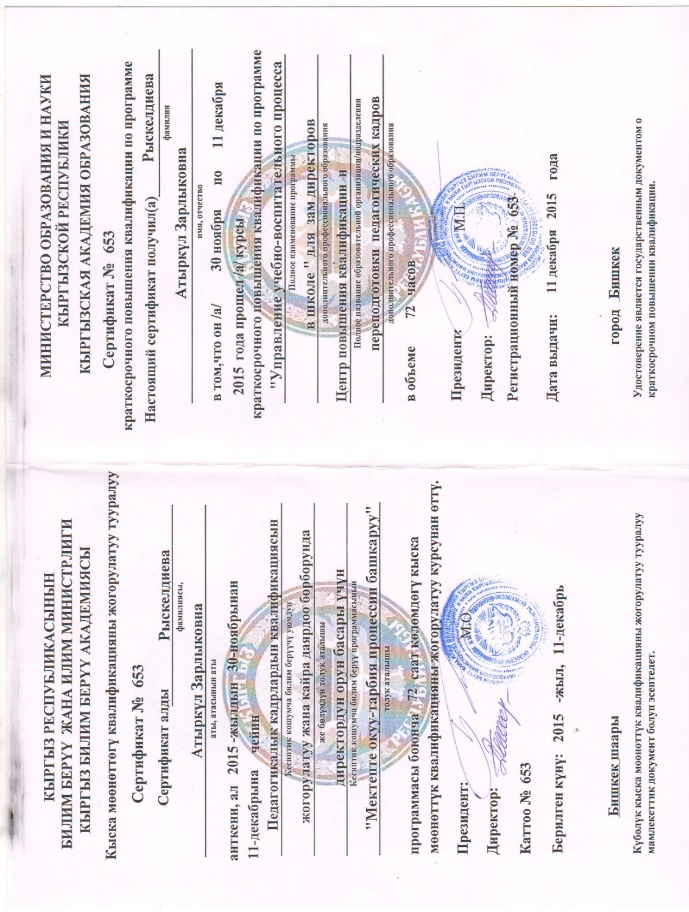 КЫРГЫЗ РЕСПУБЛИКАСЫНЫН
БИЛИМ БЕРҮҮ ЖАНА ИЛИМ МИНИСТРЛИГИ
КЫРГЫЗ БИЛИМ БЕРҮҮ АКАДЕМИЯСЫ
Кыска мөөнөттөгү квалификацияны жогорулатуу тууралуу
Сертификат № 653
Сертификат алды Рыскелдиева
фамилиясы,
Атыркул Зарлыковна
аты, атасынын аты
анткени, ал 2015 -жылдын 30-ноябрынан
11-декабрына чейин
Педагогикалык кадрлардын квалификациясын
Кесиптик кошумча билим берүүчү уюмдун
жогорулатуу жана кайра даярдоо борборунда
же бөлүмдүн толук аталышы
директордун орун басары үчүн
Кесиптик кошумча билим берүү программасынын
"Мектепте окуу-тарбия процессин башкаруу"
толук аталышы
программасы боюнча 72 саат көлөмдөгү кыска
мөөнөттүк квалификацияны жогорулатуу курсунан өттү.
Президент: М.О
Директор:
Каттоо № 653
Берилген күнү: 2015 -жыл, 11-декабрь
Бишкек шаары
Күбөлүк кыска мөөнөттүк квалификацияны жогорулатуу тууралуу
мамлекеттик документ болуп эсептелет.
МИНИСТЕРСТВО ОБРАЗОВАНИЯ И НАУКИ
КЫРГЫЗСКОЙ РЕСПУБЛИКИ
КЫРГЫЗСКАЯ АКАДЕМИЯ ОБРАЗОВАНИЯ
Сертификат № 653
краткосрочного повышения квалификации по программе
Настоящий сертификат получил(а) Рыскелдиева
фамилия
Атыркул Зарлыковна
имя, отчество
в том,что он /а/ 30 ноября по 11 декабря
2015 года прошел/а/ курсы
краткосрочного повышения квалификации по программе
"Управление учебно-воспитательного процесса
Полное наименование программы
в школе" для зам директоров
дополнительного профессионального образования
Центр повышения квалификации и
Полное название образовательной организации/подразделения
переподготовки педагогических кадров
дополнительного профессионального образования
в объеме 72 часов
Президент: М.П.
Директор:
Регистрационный номер № 653
Дата выдачи: 11 декабря 2015 года
город Бишкек
Удостоверение является государственным документом о
краткосрочном повышении квалификации.